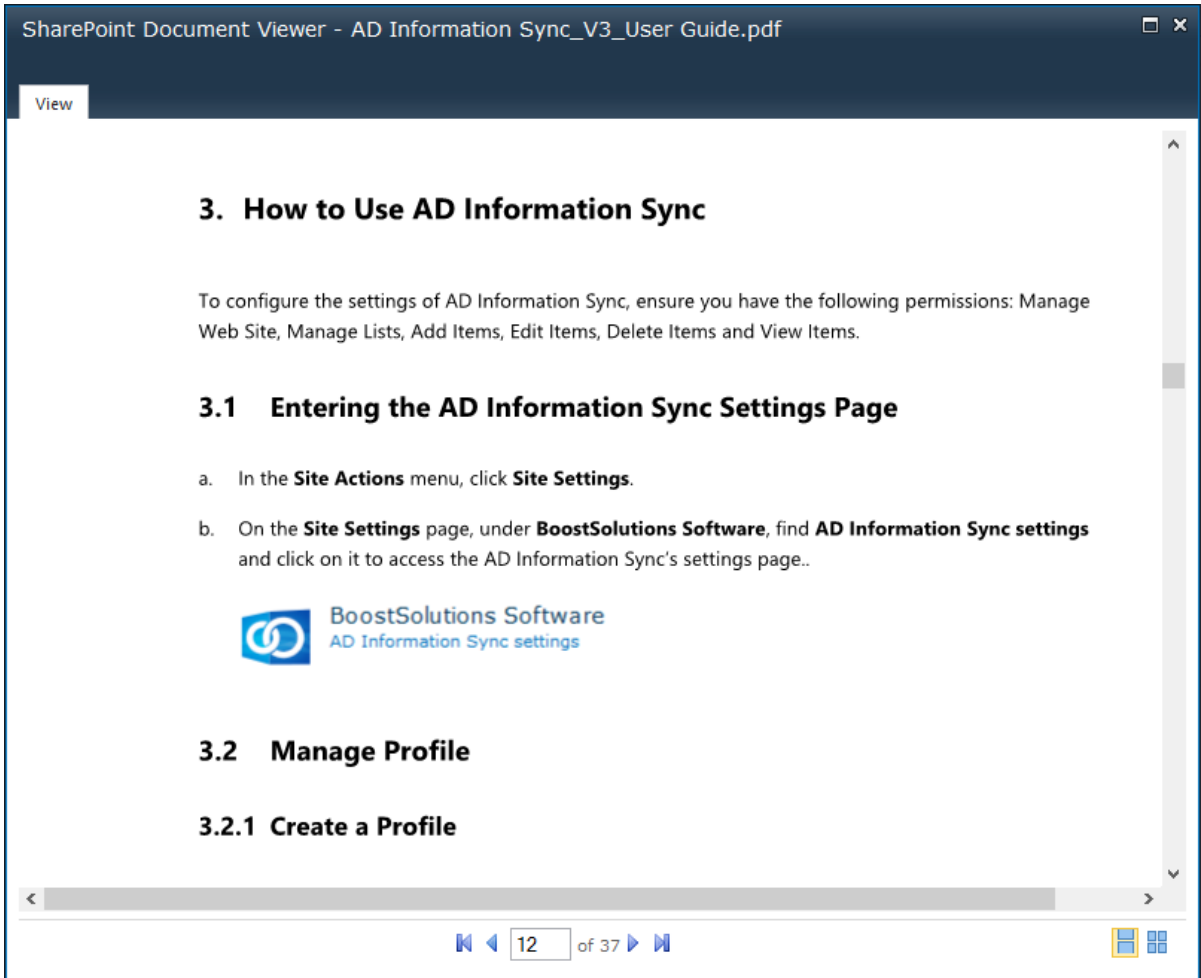 SharePoint Document Viewer - AD Information Sync_V3_User Guide.pdf
View
3. How to Use AD Information Sync
To configure the settings of AD Information Sync, ensure you have the following permissions: Manage
Web Site, Manage Lists, Add Items, Edit Items, Delete Items and View Items.
3.1 Entering the AD Information Sync Settings Page
a. In the Site Actions menu, click Site Settings.
b. On the Site Settings page, under BoostSolutions Software, find AD Information Sync settings
and click on it to access the AD Information Sync’s settings page..
BoostSolutions Software
AD Information Sync settings
3.2 Manage Profile
3.2.1 Create a Profile
12 of 37